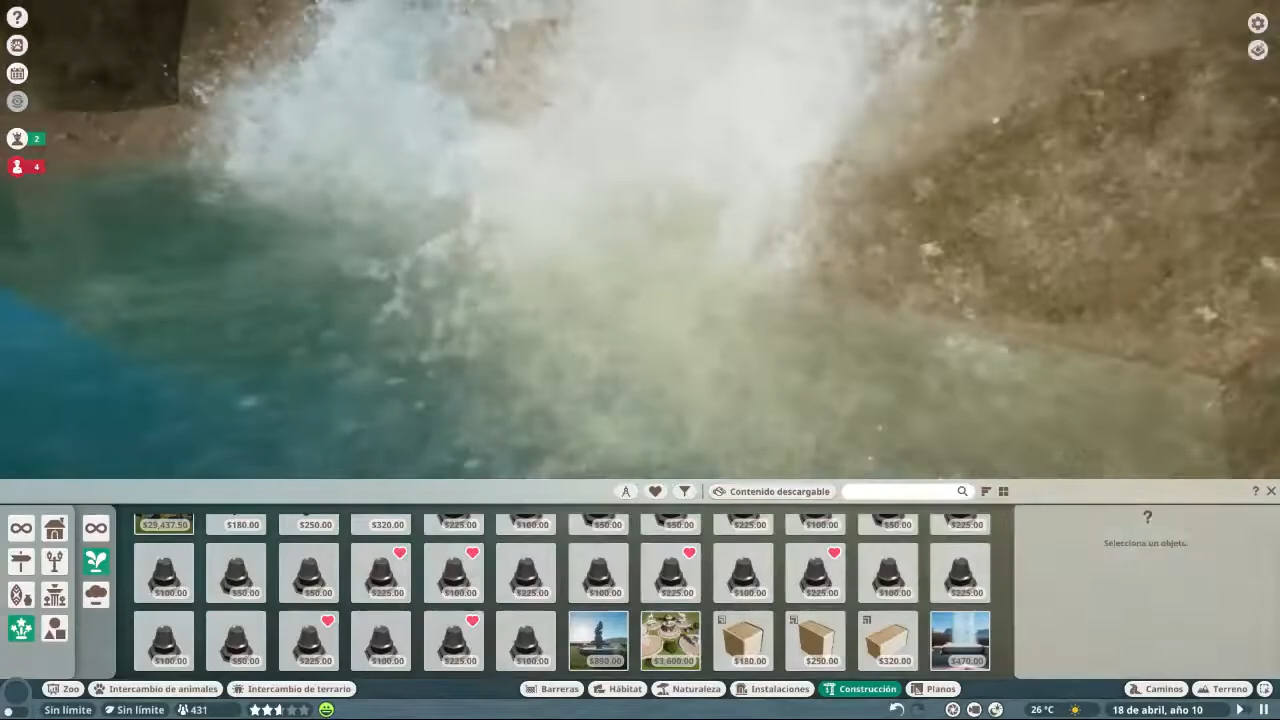 ?
2
4
Contenido descargable
? ×
$29,437.50 $180.00 $250.00 $320.00 $225.00 $100.00 $50.00 $50.00 $225.00 $100.00 $50.00 $225.00
?
Selecciona un objeto.
$100.00 $50.00 $50.00 $225.00 $100.00 $225.00 $100.00 $225.00 $100.00 $225.00 $100.00 $225.00
$100.00 $50.00 $225.00 $100.00 $225.00 $100.00 $890.00 $3,600.00 $180.00 $250.00 $320.00 $470.00
Zoo Intercambio de animales Intercambio de terrario Barreras Hábitat Naturaleza Instalaciones Construcción Planos Caminos Terreno
Sin límite Sin límite 431 26 °C 18 de abril, año 10